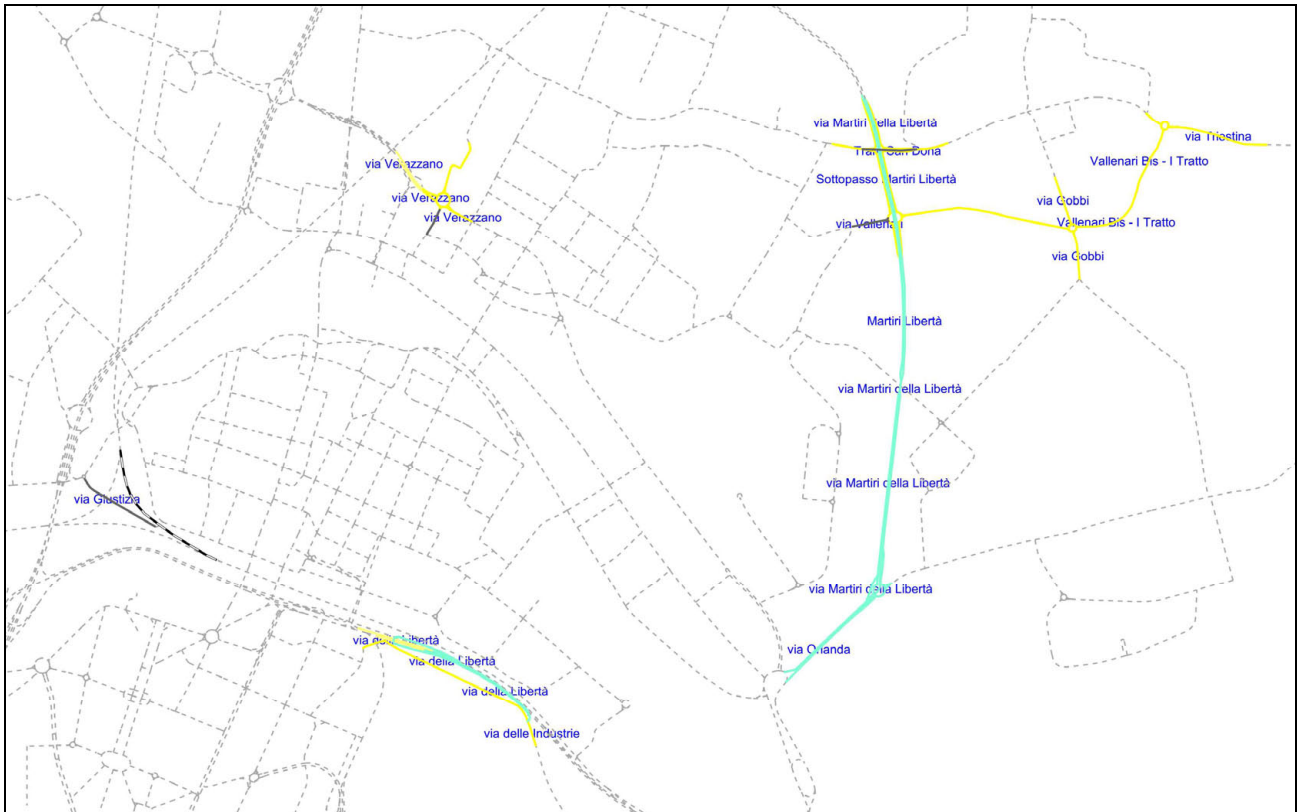 via Martiri della Libertà
via Triestina
Tram San Donà
Vallenari Bis - I Tratto
via Verazzano
Sottopasso Martiri Libertà
via Verazzano
via Gobbi
via Verazzano
via Vallenari
Vallenari Bis - I Tratto
via Gobbi
Martiri Libertà
via Martiri della Libertà
via Martiri della Libertà
via Giustizia
via Martiri della Libertà
via della Libertà
via Orlanda
via della Libertà
via della Libertà
via delle Industrie